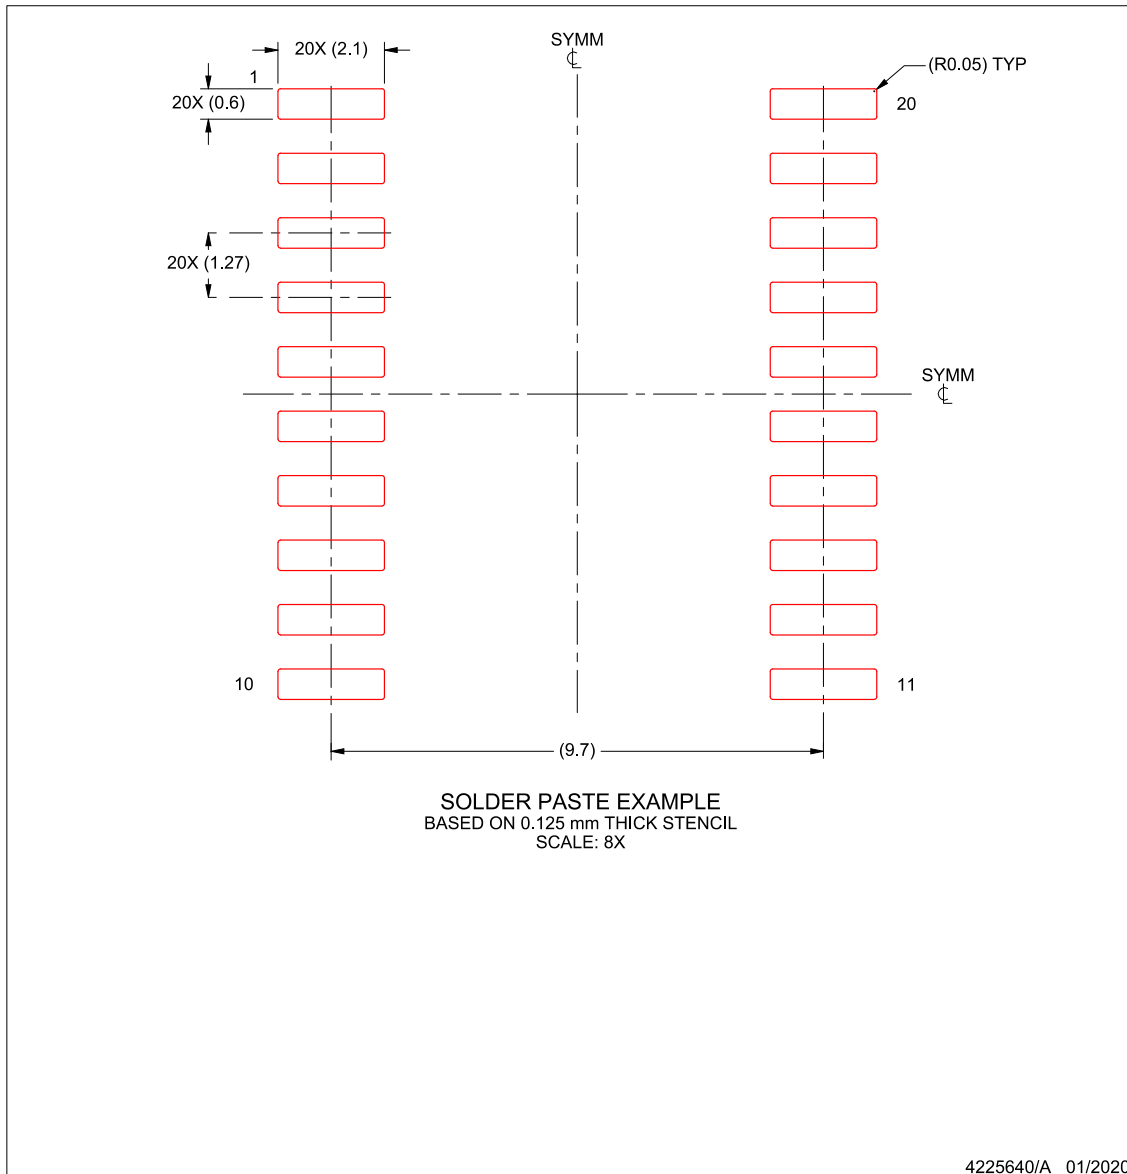 20X (2.1)
SYMM
(R0.05) TYP
1
20X (0.6)
20
20X (1.27)
SYMM
10
11
(9.7)
SOLDER PASTE EXAMPLE
BASED ON 0.125 mm THICK STENCIL
SCALE: 8X
4225640/A 01/2020